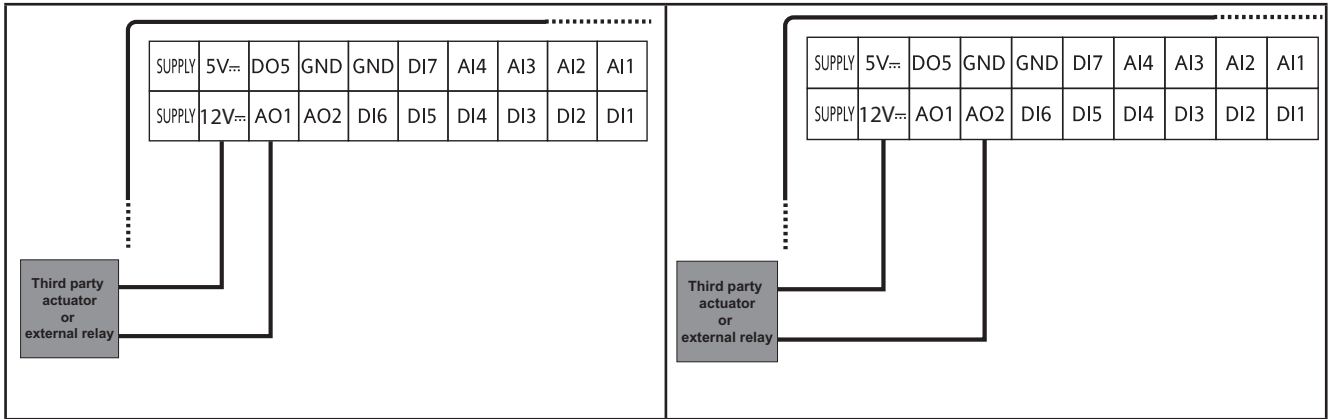 SUPPLY 5V⎓ DO5 GND GND DI7 AI4 AI3 AI2 AI1
SUPPLY 12V⎓ AO1 AO2 DI6 DI5 DI4 DI3 DI2 DI1
Third party
actuator
or
external relay
SUPPLY 5V⎓ DO5 GND GND DI7 AI4 AI3 AI2 AI1
SUPPLY 12V⎓ AO1 AO2 DI6 DI5 DI4 DI3 DI2 DI1
Third party
actuator
or
external relay